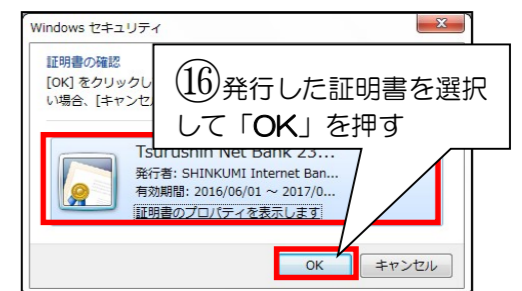 Windows セキュリティ
証明書の確認
[OK] をクリックし
い場合、[キャンセ
⑯発行した証明書を選択
して「OK」を押す
Tsurushin Net Bank 23...
発行者: SHINKUMI Internet Ban...
有効期間: 2016/06/01 ～ 2017/0...
証明書のプロパティを表示します
OK キャンセル